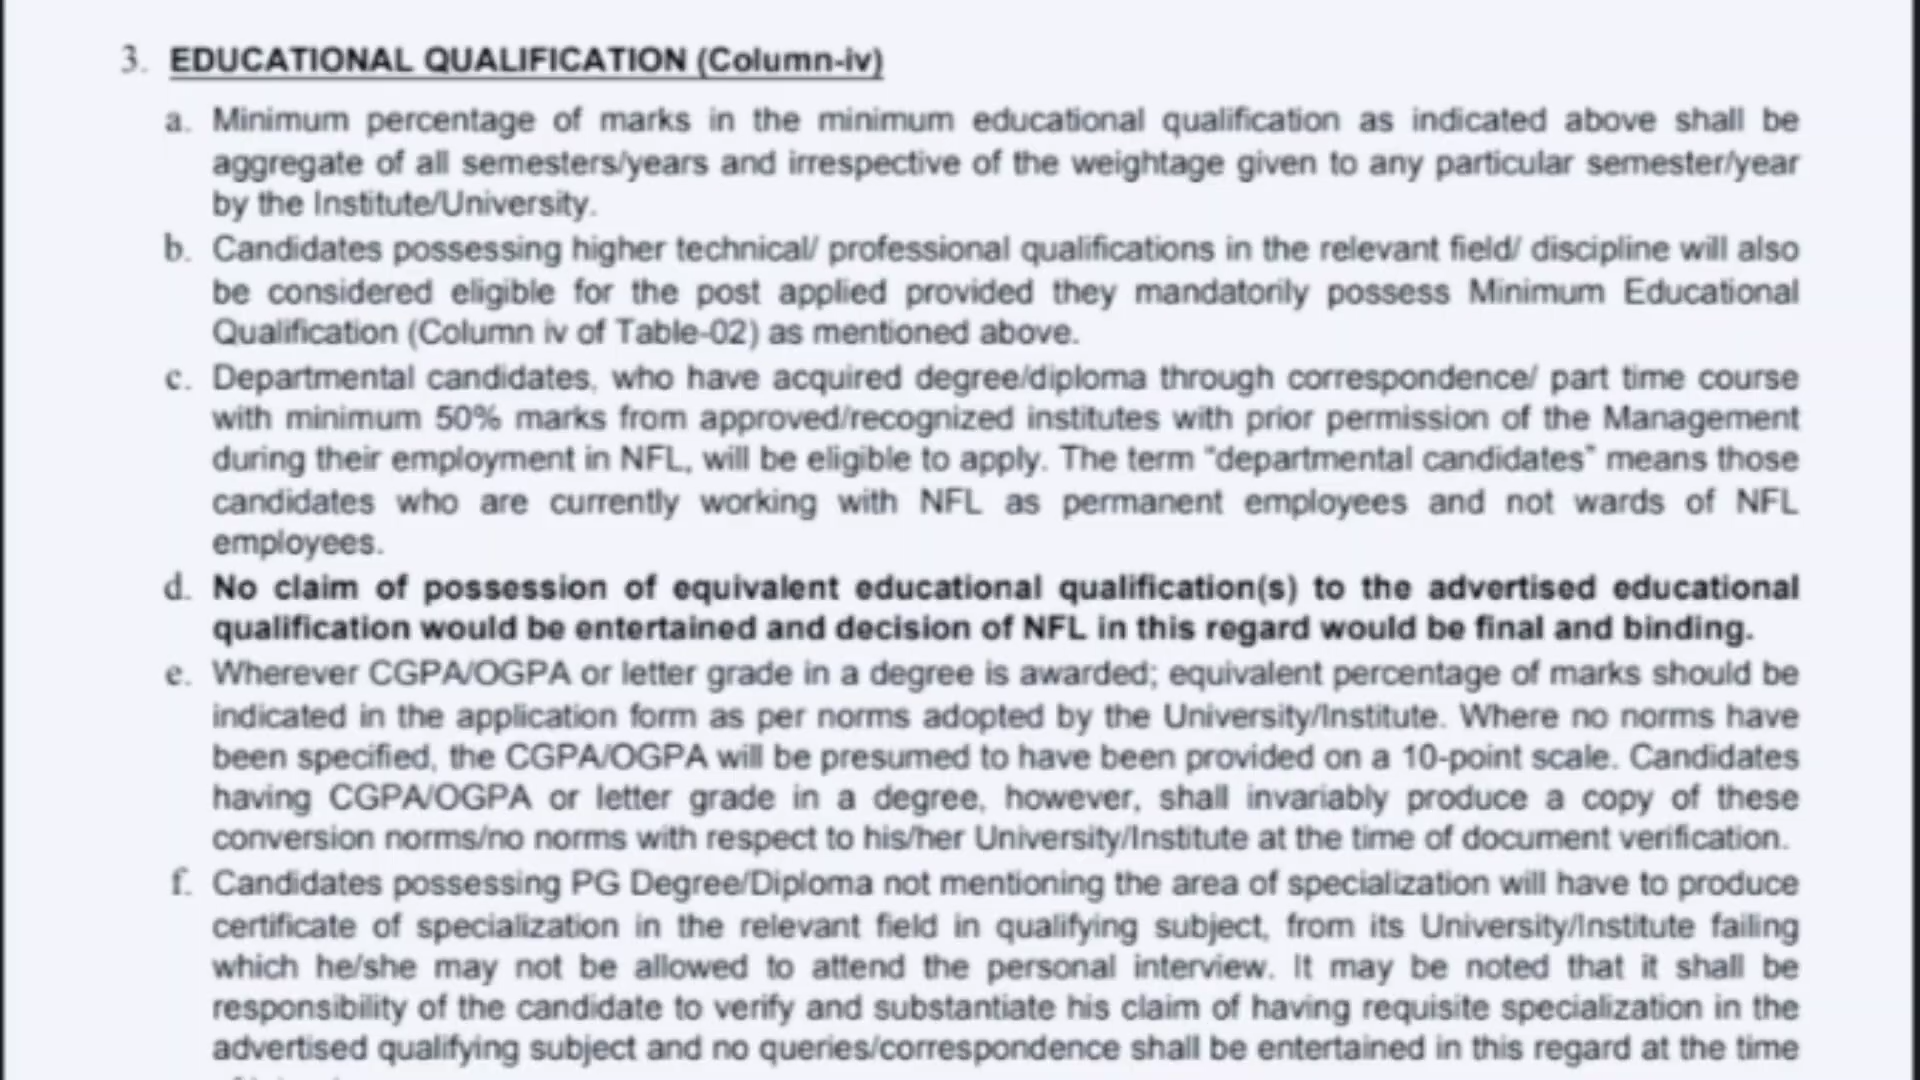 3. EDUCATIONAL QUALIFICATION (Column-iv)
a. Minimum percentage of marks in the minimum educational qualification as indicated above shall be
aggregate of all semesters/years and irrespective of the weightage given to any particular semester/year
by the Institute/University.
b. Candidates possessing higher technical/ professional qualifications in the relevant field/ discipline will also
be considered eligible for the post applied provided they mandatorily possess Minimum Educational
Qualification (Column iv of Table-02) as mentioned above.
c. Departmental candidates, who have acquired degree/diploma through correspondence/ part time course
with minimum 50% marks from approved/recognized institutes with prior permission of the Management
during their employment in NFL, will be eligible to apply. The term "departmental candidates" means those
candidates who are currently working with NFL as permanent employees and not wards of NFL
employees.
d. No claim of possession of equivalent educational qualification(s) to the advertised educational
qualification would be entertained and decision of NFL in this regard would be final and binding.
e. Wherever CGPA/OGPA or letter grade in a degree is awarded; equivalent percentage of marks should be
indicated in the application form as per norms adopted by the University/Institute. Where no norms have
been specified, the CGPA/OGPA will be presumed to have been provided on a 10-point scale. Candidates
having CGPA/OGPA or letter grade in a degree, however, shall invariably produce a copy of these
conversion norms/no norms with respect to his/her University/Institute at the time of document verification.
f. Candidates possessing PG Degree/Diploma not mentioning the area of specialization will have to produce
certificate of specialization in the relevant field in qualifying subject, from its University/Institute failing
which he/she may not be allowed to attend the personal interview. It may be noted that it shall be
responsibility of the candidate to verify and substantiate his claim of having requisite specialization in the
advertised qualifying subject and no queries/correspondence shall be entertained in this regard at the time